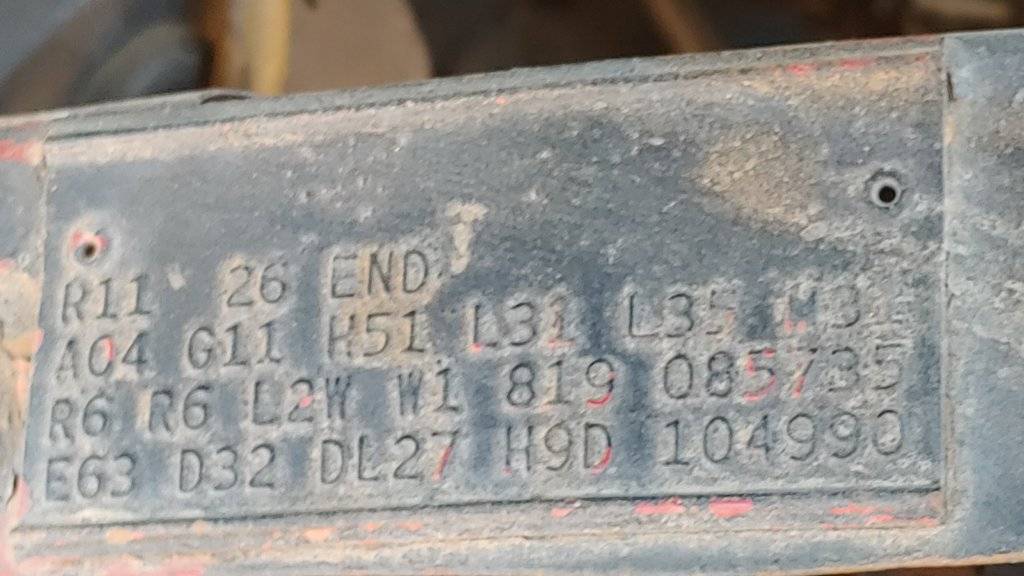 R11 26 END
A04 G11 H51 L31 L35 M31
R6 R6 L2W W1 819 085735
E63 D32 DL27 H9D 104990